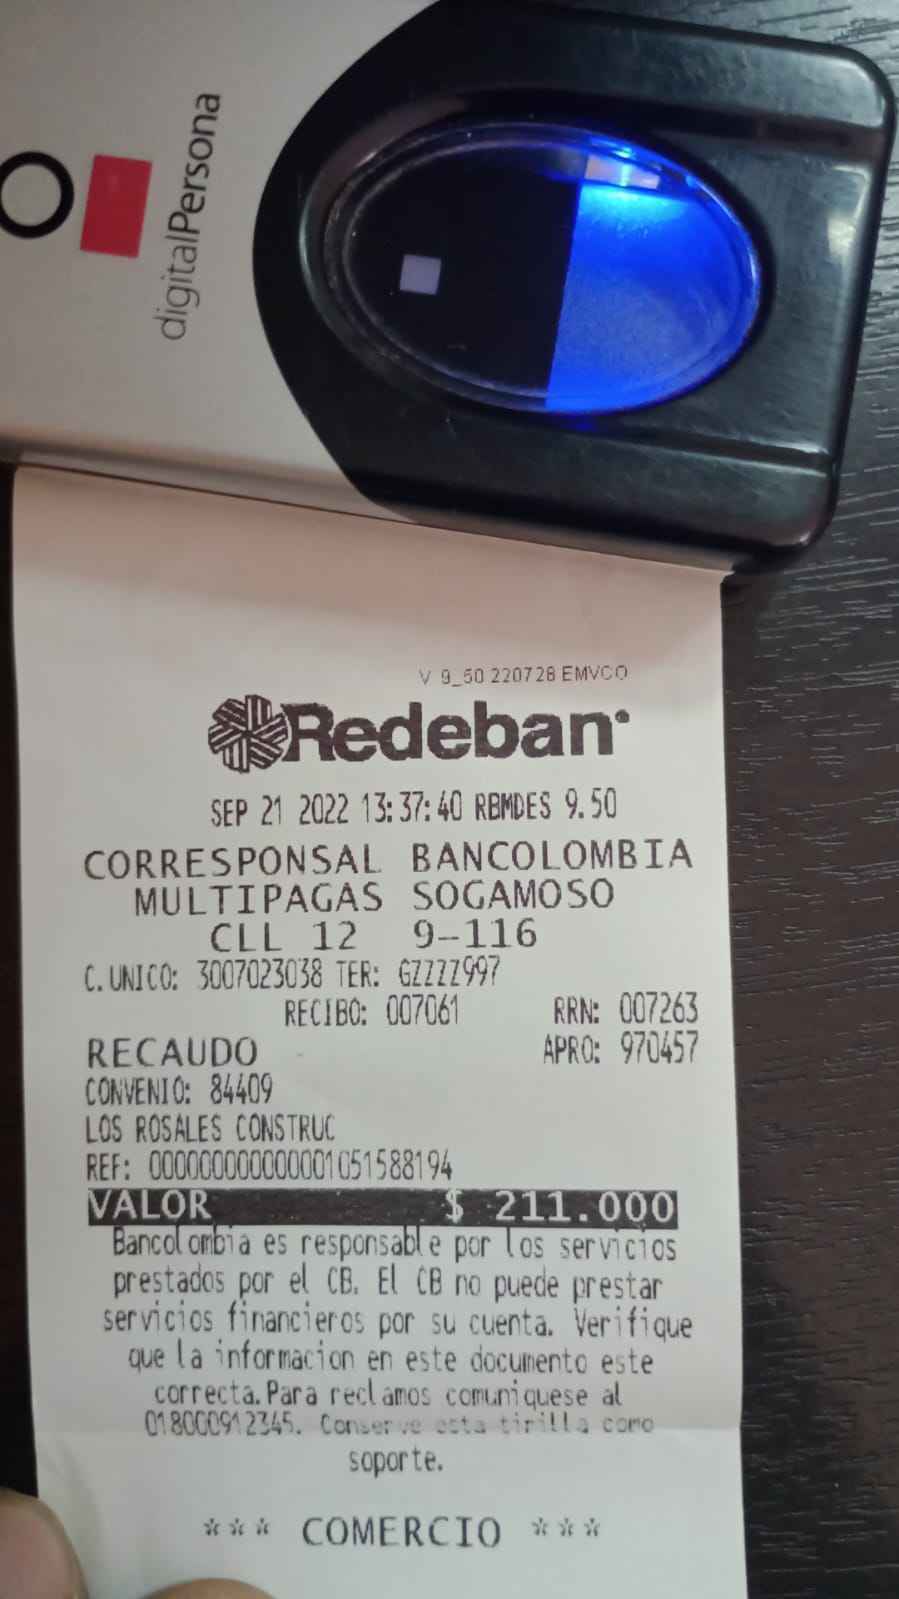 digitalPersona
V 9_50 220728 EMVCO
Redeban
SEP 21 2022 13:37:40 RBMDES 9.50
CORRESPONSAL BANCOLOMBIA
MULTIPAGAS SOGAMOSO
CLL 12 9-116
C.UNICO: 3007023038 TER: GZZZZ997
RECIBO: 007061 RRN: 007263
RECAUDO APRO: 970457
CONVENIO: 84409
LOS ROSALES CONSTRUC
REF: 00000000000001051588194
VALOR $ 211.000
Bancolombia es responsable por los servicios
prestados por el CB. El CB no puede prestar
servicios financieros por su cuenta. Verifique
que la informacion en este documento este
correcta.Para reclamos comuniquese al
018000912345. Conserve esta tirilla como
soporte.
*** COMERCIO ***